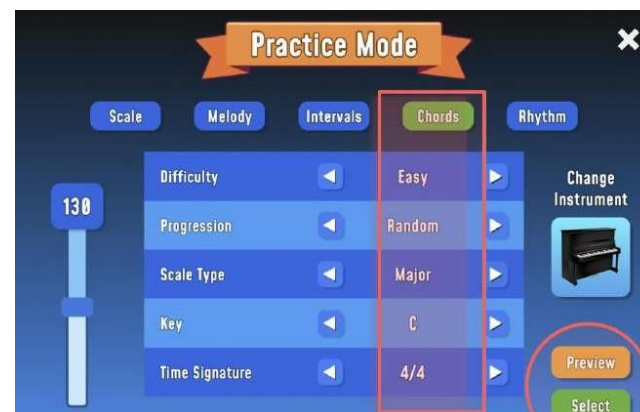 Practice Mode
Scale Melody Intervals Chords Rhythm
130
Difficulty Easy
Progression Random
Scale Type Major
Key C
Time Signature 4/4
Change
Instrument
Preview
Select